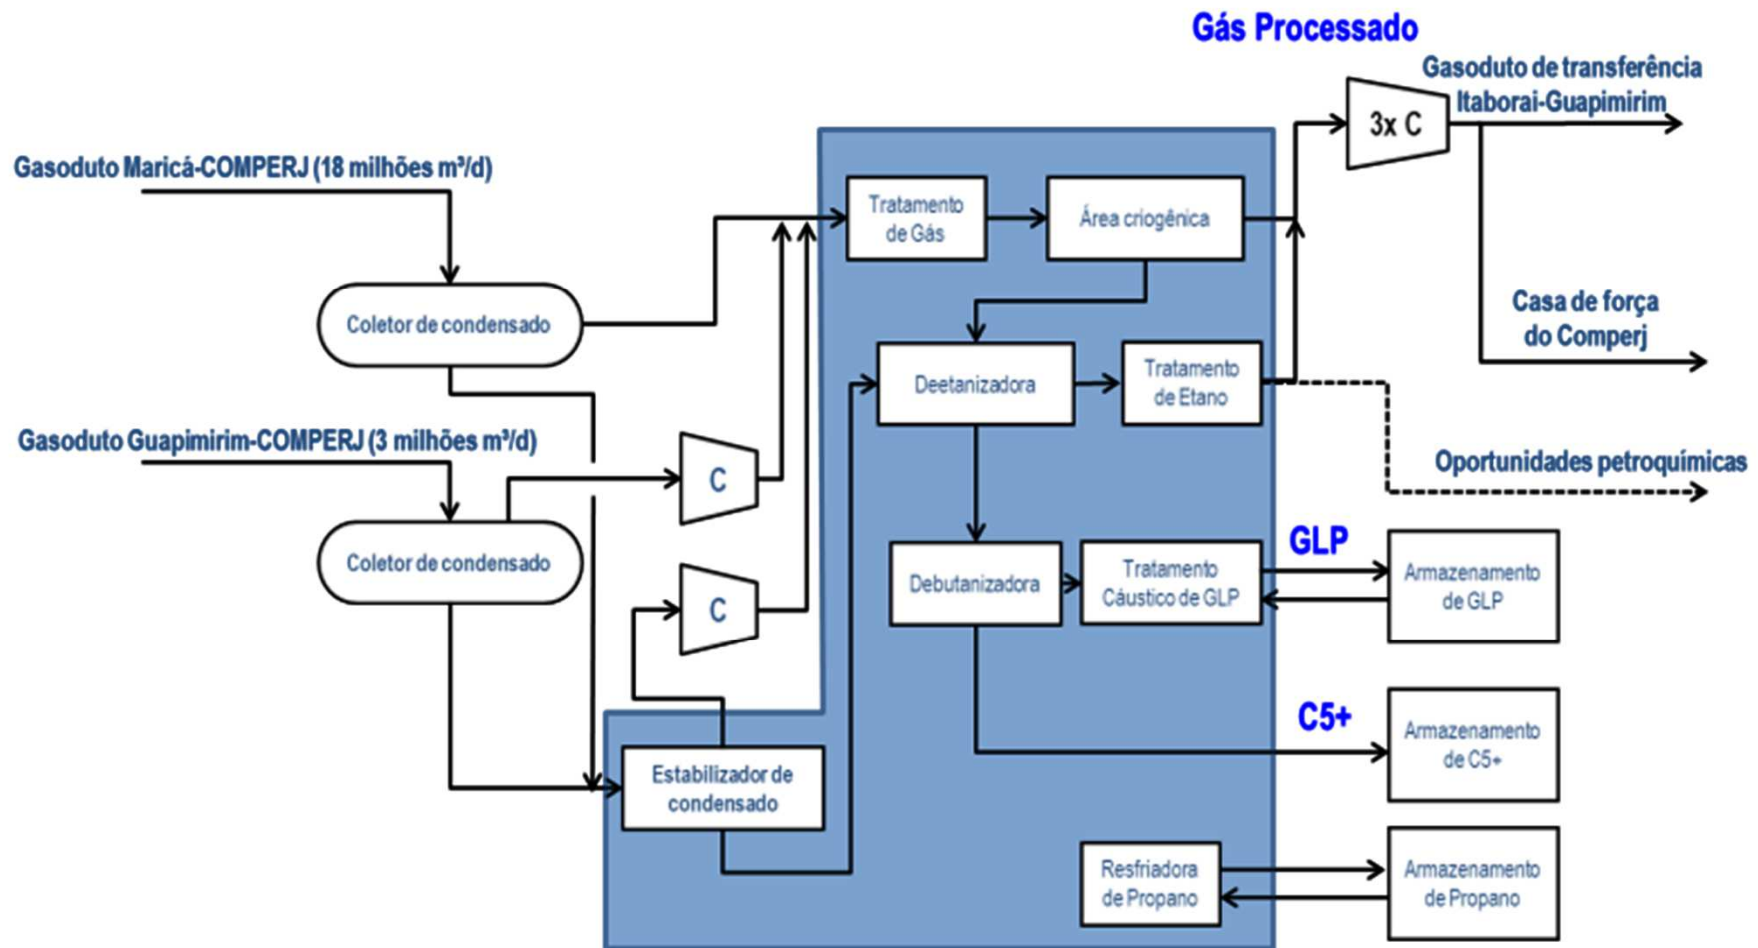 Gás Processado
Gasoduto de transferência
Itaborai-Guapimirim
3x C
Gasoduto Maricá-COMPERJ (18 milhões m³/d)
Tratamento
de Gás
Área criogênica
Casa de força
do Comperj
Coletor de condensado
Deetanizadora
Tratamento
de Etano
Gasoduto Guapimirim-COMPERJ (3 milhões m³/d)
C
Oportunidades petroquímicas
Coletor de condensado
GLP
Debutanizadora
Tratamento
Cáustico de GLP
Armazenamento
de GLP
C
C5+
Armazenamento
de C5+
Estabilizador de
condensado
Resfriadora
de Propano
Armazenamento
de Propano